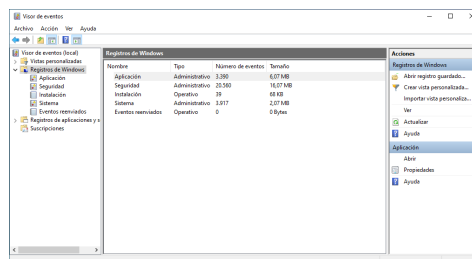 Visor de eventos
Archivo Acción Ver Ayuda
Visor de eventos (local)
Vistas personalizadas
Registros de Windows
Aplicación
Seguridad
Instalación
Sistema
Eventos reenviados
Registros de aplicaciones y s
Suscripciones
Registros de Windows
Nombre Tipo Número de eventos Tamaño
Aplicación Administrativo 3.390 6,07 MB
Seguridad Administrativo 20.560 16,07 MB
Instalación Operativo 39 68 KB
Sistema Administrativo 3.917 2,07 MB
Eventos reenviados Operativo 0 0 Bytes
Acciones
Registros de Windows
Abrir registro guardado...
Crear vista personalizada...
Importar vista personaliza...
Ver
Actualizar
Ayuda
Aplicación
Abrir
Propiedades
Ayuda